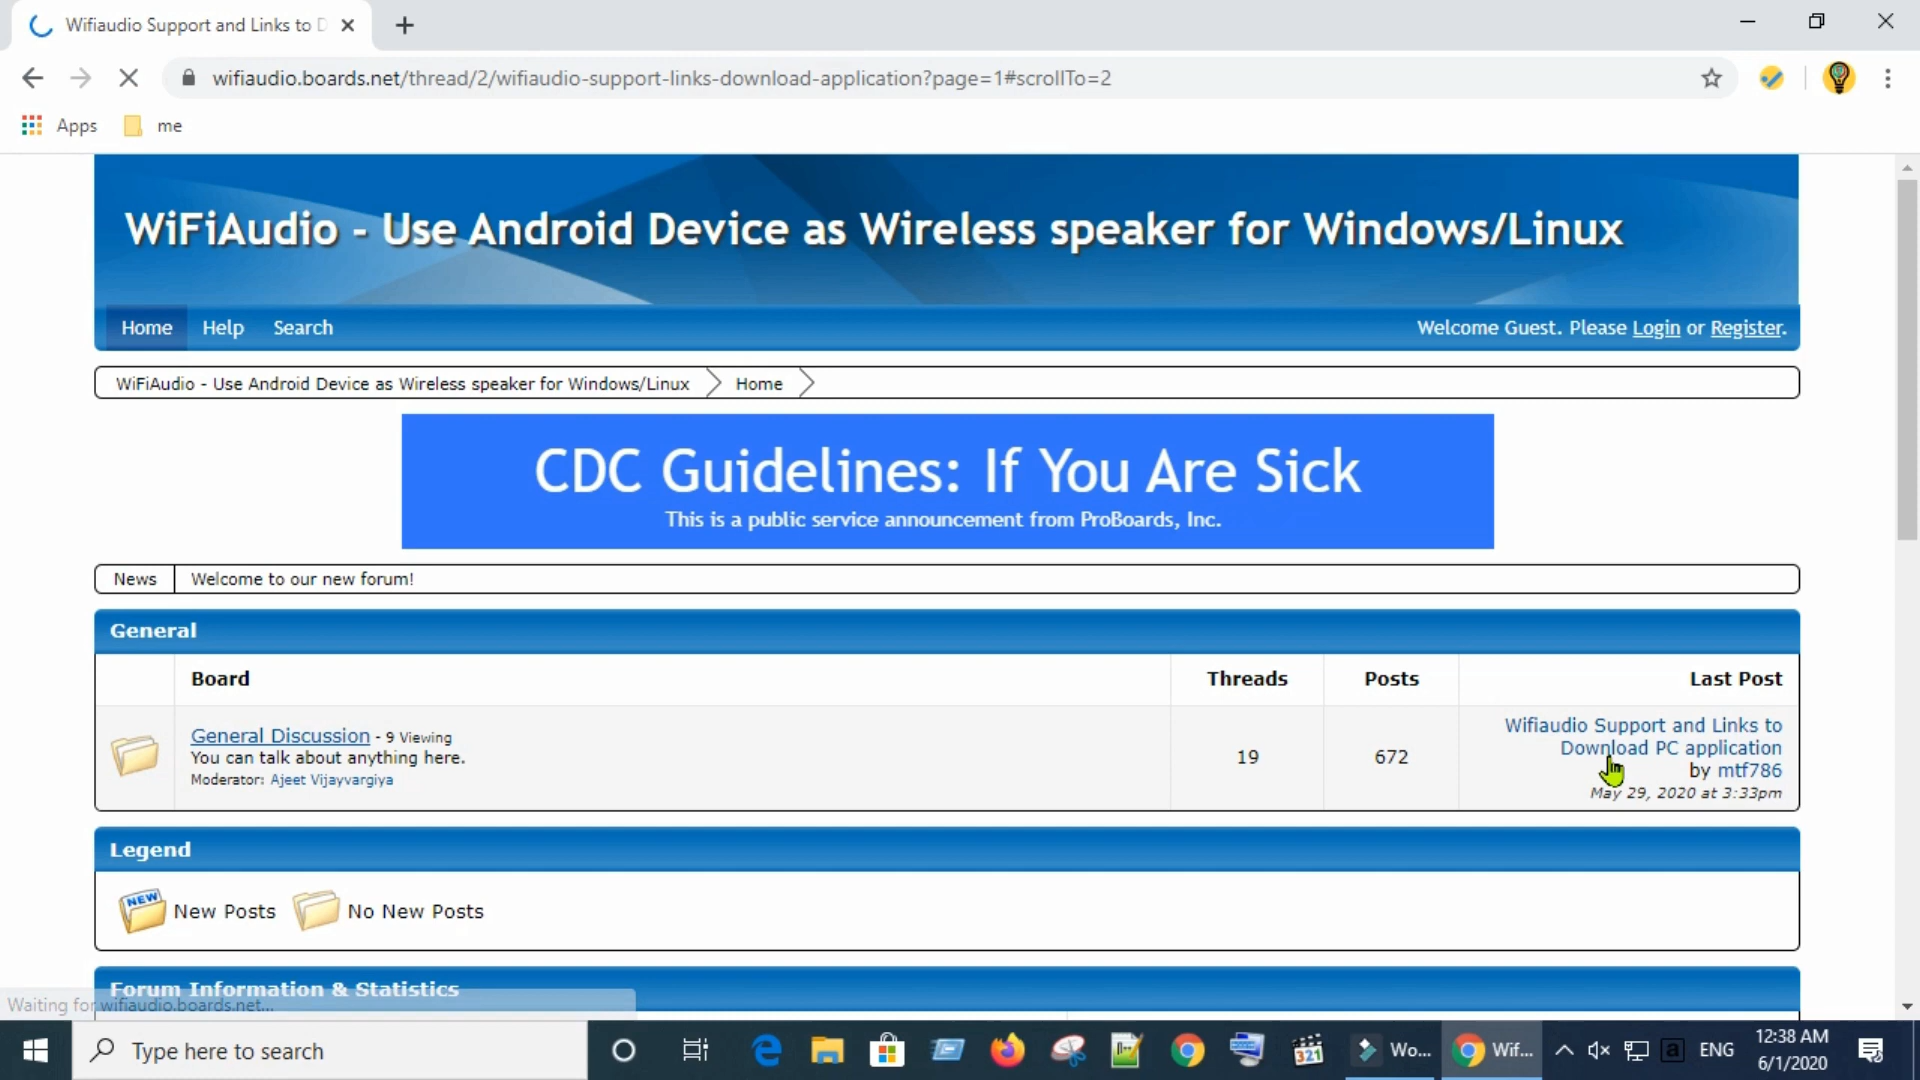 Wifiaudio Support and Links to D
wifiaudio.boards.net/thread/2/wifiaudio-support-links-download-application?page=1#scrollTo=2
Apps
me
WiFiAudio - Use Android Device as Wireless speaker for Windows/Linux
Home Help Search
Welcome Guest. Please Login or Register.
WiFiAudio - Use Android Device as Wireless speaker for Windows/Linux Home
CDC Guidelines: If You Are Sick
This is a public service announcement from ProBoards, Inc.
News Welcome to our new forum!
General
Board Threads Posts Last Post
General Discussion - 9 Viewing
You can talk about anything here.
Moderator: Ajeet Vijayvargiya
19
672
Wifiaudio Support and Links to
Download PC application
by mtf786
May 29, 2020 at 3:33pm
Legend
NEW New Posts No New Posts
Forum Information & Statistics
Waiting for wifiaudio.boards.net...
Type here to search
321
Wo...
Wif...
a
ENG
12:38 AM
6/1/2020